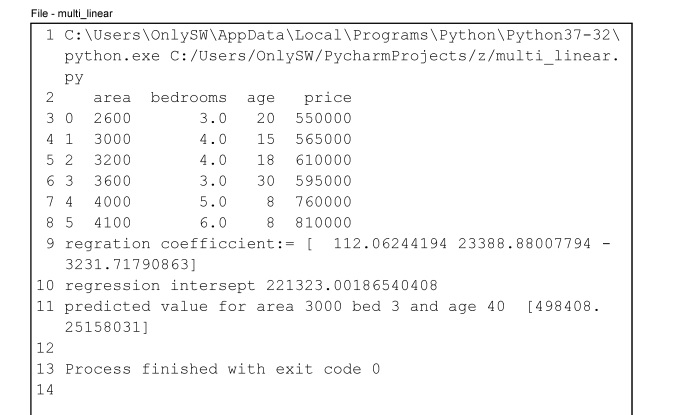 File - multi_linear
1 C:\Users\OnlySW\AppData\Local\Programs\Python\Python37-32\
python.exe C:/Users/OnlySW/PycharmProjects/z/multi_linear.
py
2    area  bedrooms  age   price
3 0  2600       3.0   20  550000
4 1  3000       4.0   15  565000
5 2  3200       4.0   18  610000
6 3  3600       3.0   30  595000
7 4  4000       5.0    8  760000
8 5  4100       6.0    8  810000
9 regration coefficcient:= [  112.06244194 23388.88007794 -
3231.71790863]
10 regression intersept 221323.00186540408
11 predicted value for area 3000 bed 3 and age 40  [498408.
25158031]
12
13 Process finished with exit code 0
14